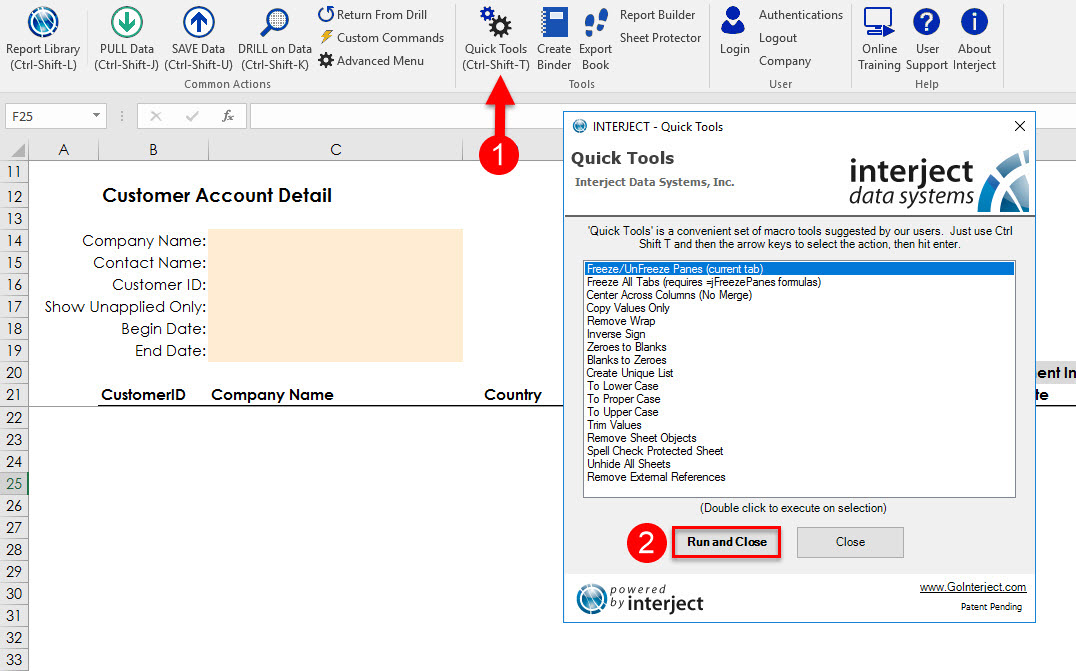 Report Library
(Ctrl-Shift-L)
PULL Data
(Ctrl-Shift-J)
SAVE Data
(Ctrl-Shift-U)
DRILL on Data
(Ctrl-Shift-K)
Return From Drill
Custom Commands
Advanced Menu
Common Actions
Quick Tools
(Ctrl-Shift-T)
Create
Binder
Export
Book
Report Builder
Sheet Protector
Tools
Login
Authentications
Logout
Company
User
Online
Training
User
Support
About
Interject
Help
F25
fx
A B C
1
11
12 Customer Account Detail
13
14 Company Name:
15 Contact Name:
16 Customer ID:
17 Show Unapplied Only:
18 Begin Date:
19 End Date:
20 ent In
21 CustomerID Company Name Country te
22
23
24
25
26
27
28
29
30
31
32
33
INTERJECT - Quick Tools
Quick Tools
Interject Data Systems, Inc.
interject
data systems
'Quick Tools' is a convenient set of macro tools suggested by our users. Just use Ctrl
Shift T and then the arrow keys to select the action, then hit enter.
Freeze/UnFreeze Panes (current tab)
Freeze All Tabs (requires =jFreezePanes formulas)
Center Across Columns (No Merge)
Copy Values Only
Remove Wrap
Inverse Sign
Zeroes to Blanks
Blanks to Zeroes
Create Unique List
To Lower Case
To Proper Case
To Upper Case
Trim Values
Remove Sheet Objects
Spell Check Protected Sheet
Unhide All Sheets
Remove External References
(Double click to execute on selection)
2 Run and Close Close
powered
by interject
www.GoInterject.com
Patent Pending